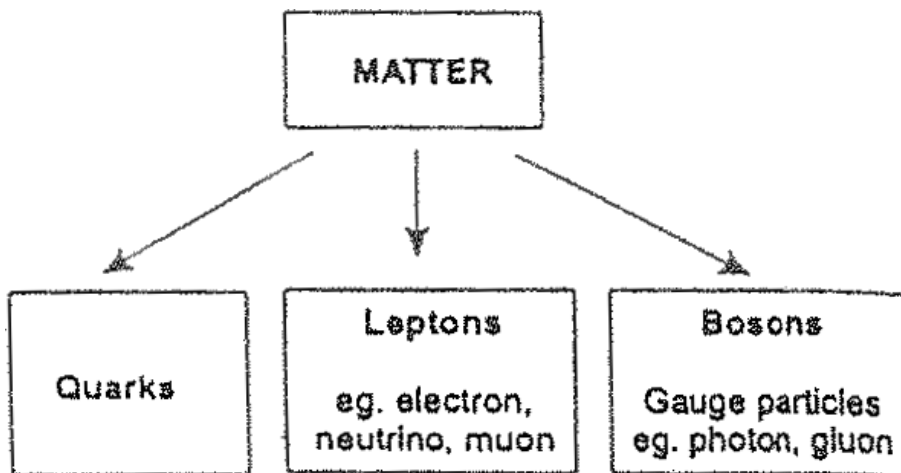 MATTER
Quarks
Leptons
eg. electron,
neutrino, muon
Bosons
Gauge particles
eg. photon, gluon